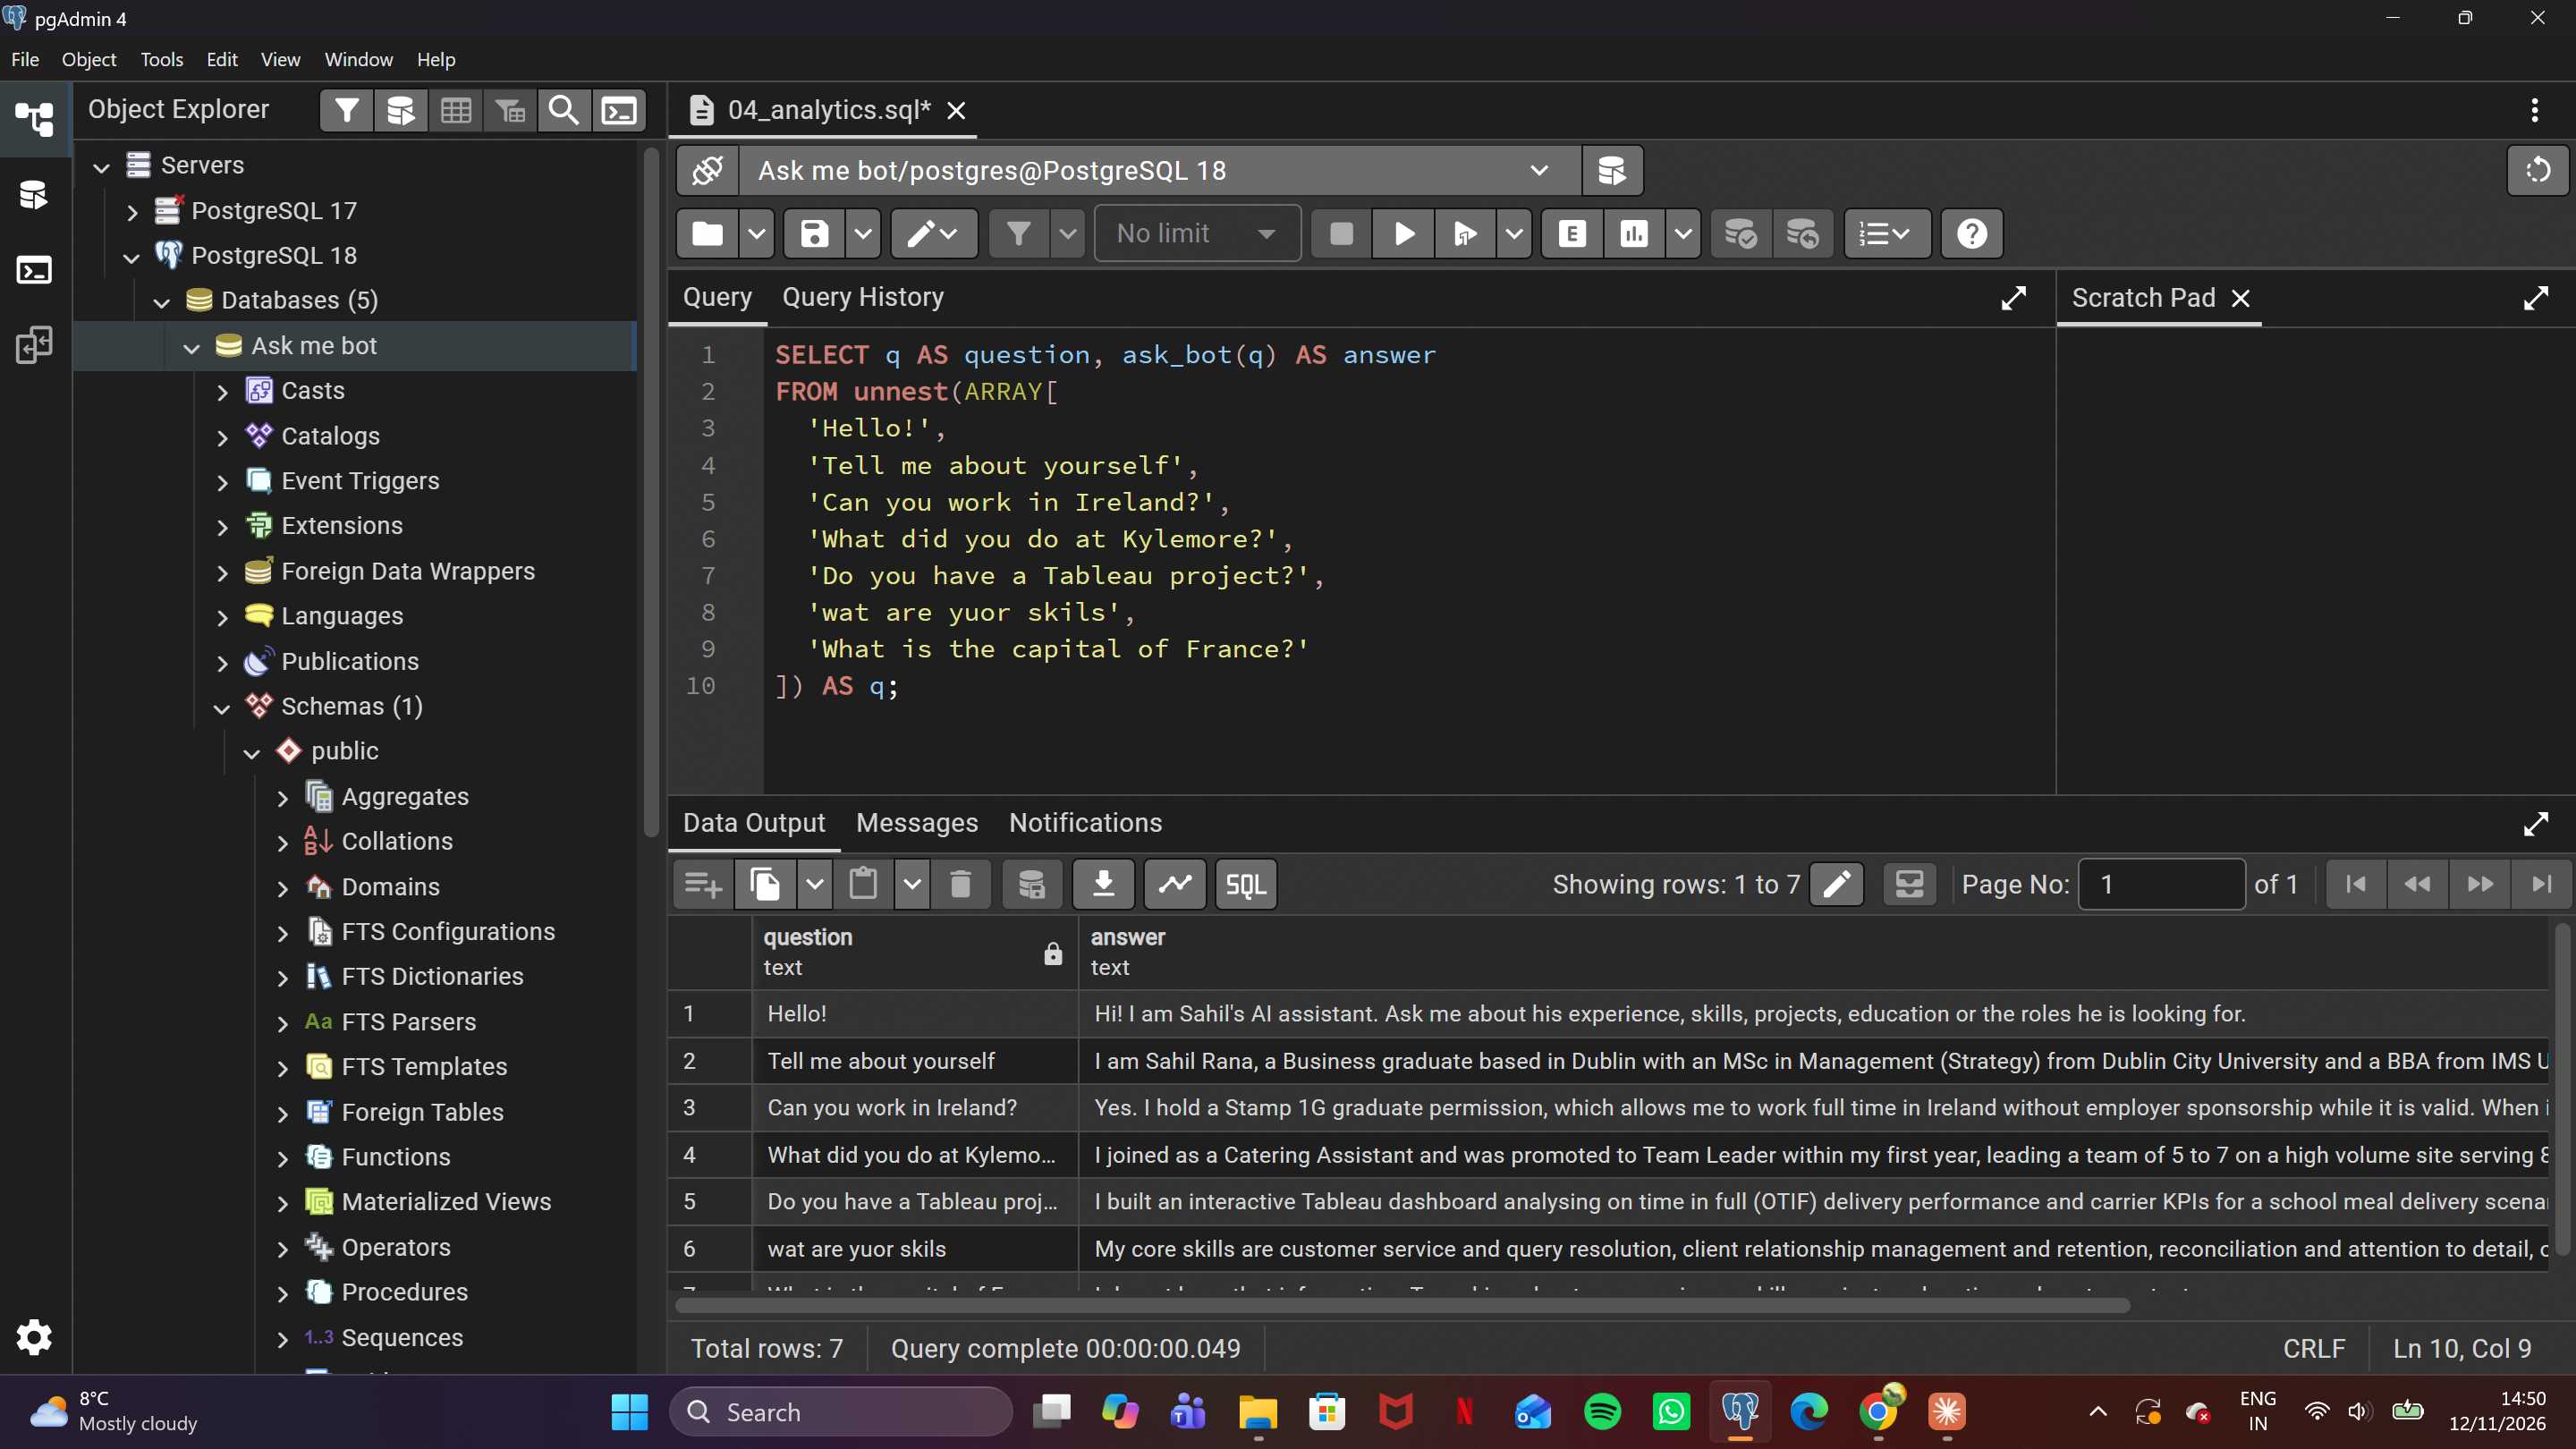 pgAdmin 4
File Object Tools Edit View Window Help
Object Explorer
04_analytics.sql*
Servers
PostgreSQL 17
PostgreSQL 18
Databases (5)
Ask me bot
Casts
Catalogs
Event Triggers
Extensions
Foreign Data Wrappers
Languages
Publications
Schemas (1)
public
Aggregates
Collations
Domains
FTS Configurations
FTS Dictionaries
Aa FTS Parsers
FTS Templates
Foreign Tables
Functions
Materialized Views
Operators
Procedures
1..3 Sequences
Ask me bot/postgres@PostgreSQL 18
No limit
E
Query Query History
Scratch Pad
1 SELECT q AS question, ask_bot(q) AS answer
2 FROM unnest(ARRAY[
3 'Hello!',
4 'Tell me about yourself',
5 'Can you work in Ireland?',
6 'What did you do at Kylemore?',
7 'Do you have a Tableau project?',
8 'wat are yuor skils',
9 'What is the capital of France?'
10 ]) AS q;
Data Output Messages Notifications
SQL
Showing rows: 1 to 7 Page No: 1 of 1
question answer
text text
1 Hello! Hi! I am Sahil's AI assistant. Ask me about his experience, skills, projects, education or the roles he is looking for.
2 Tell me about yourself I am Sahil Rana, a Business graduate based in Dublin with an MSc in Management (Strategy) from Dublin City University and a BBA from IMS
3 Can you work in Ireland? Yes. I hold a Stamp 1G graduate permission, which allows me to work full time in Ireland without employer sponsorship while it is valid. When
4 What did you do at Kylemo... I joined as a Catering Assistant and was promoted to Team Leader within my first year, leading a team of 5 to 7 on a high volume site serving
5 Do you have a Tableau proj... I built an interactive Tableau dashboard analysing on time in full (OTIF) delivery performance and carrier KPIs for a school meal delivery
6 wat are yuor skils My core skills are customer service and query resolution, client relationship management and retention, reconciliation and attention to detail,
Total rows: 7 Query complete 00:00:00.049 CRLF Ln 10, Col 9
8°C
Mostly cloudy
Search
ENG
IN
14:50
12/11/2026